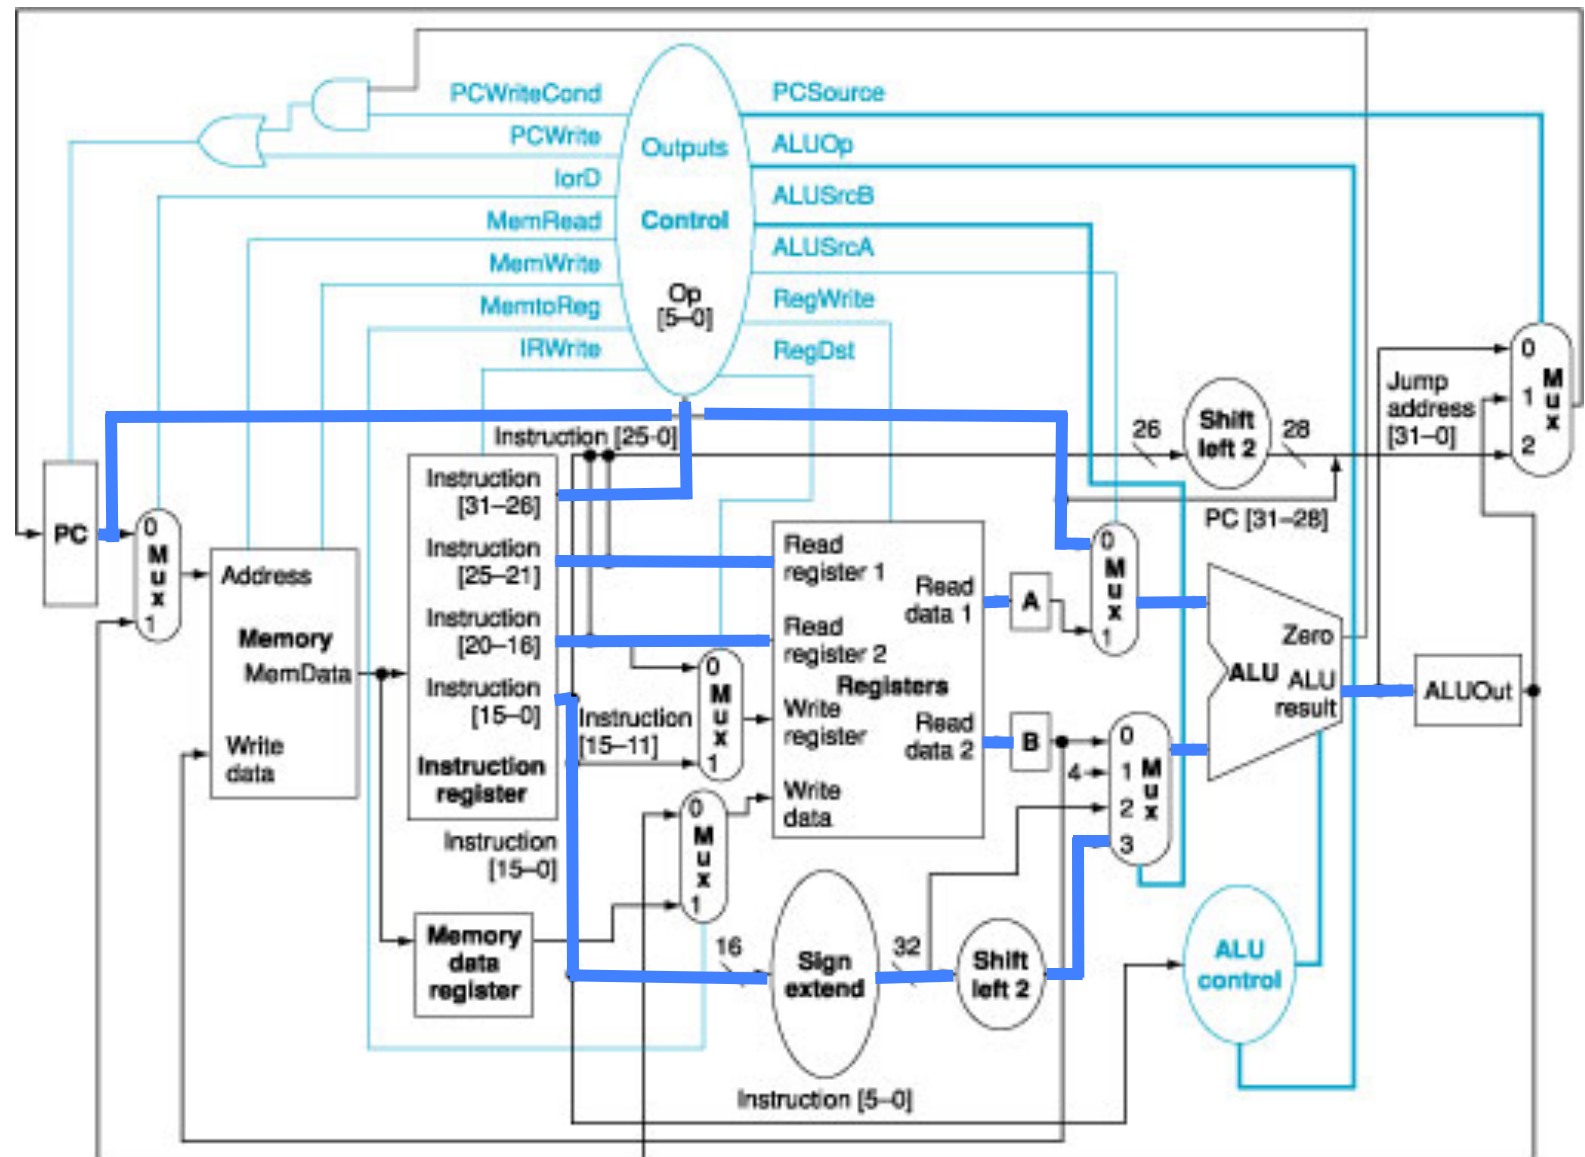 PCWriteCond
PCWrite
IorD
MemRead
MemWrite
MemtoReg
IRWrite
Outputs
Control
Op
[5–0]
PCSource
ALUOp
ALUSrcB
ALUSrcA
RegWrite
RegDst
PC
0
M
u
x
1
Address
Memory
MemData
Write
data
Instruction [25-0]
Instruction
[31–26]
Instruction
[25–21]
Instruction
[20–16]
Instruction
[15–0]
Instruction
register
Instruction
[15–0]
Memory
data
register
Instruction
[15–11]
0
M
u
x
1
0
M
u
x
1
Read
register 1
Read
register 2
Registers
Write
register
Write
data
Read
data 1
Read
data 2
A
B
4
0
M
u
x
1
0
1
2
3
M
u
x
16
Sign
extend
32
Shift
left 2
Instruction [5–0]
26
Shift
left 2
28
Jump
address
[31–0]
PC [31–28]
0
1
2
M
u
x
Zero
ALU
ALU
result
ALUOut
ALU
control